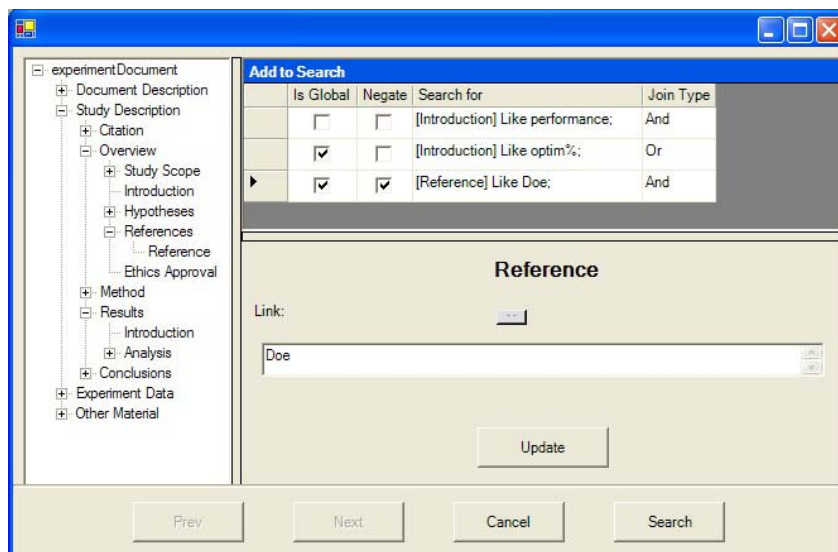 experimentDocument
Document Description
Study Description
Citation
Overview
Study Scope
Introduction
Hypotheses
References
Reference
Ethics Approval
Method
Results
Introduction
Analysis
Conclusions
Experiment Data
Other Material
Add to Search
Is Global Negate Search for Join Type
[Introduction] Like performance; And
[Introduction] Like optim%; Or
[Reference] Like Doe; And
Reference
Link: --
Doe
Update
Prev Next Cancel Search